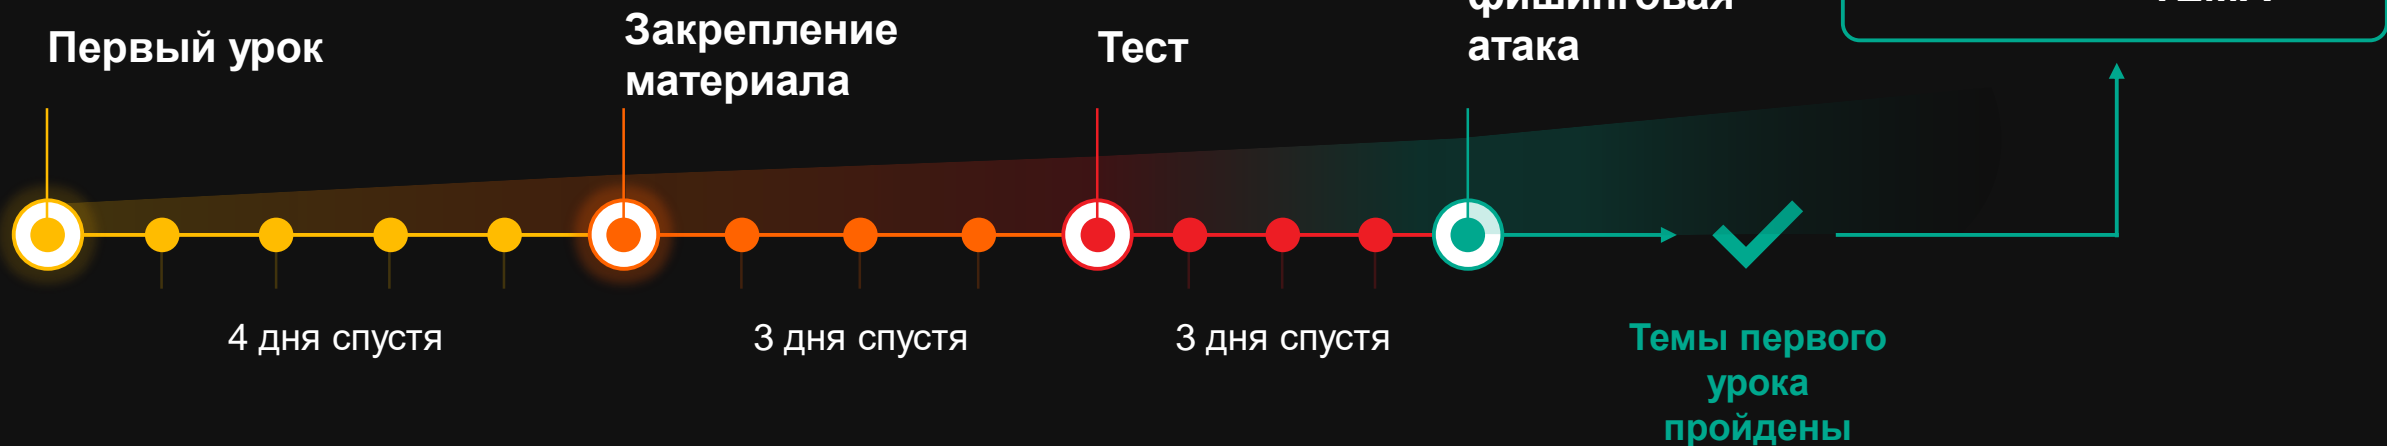 Первый урок
Закрепление
материала
Тест
фишинговая
атака
4 дня спустя
3 дня спустя
3 дня спустя
Темы первого
урока
пройдены